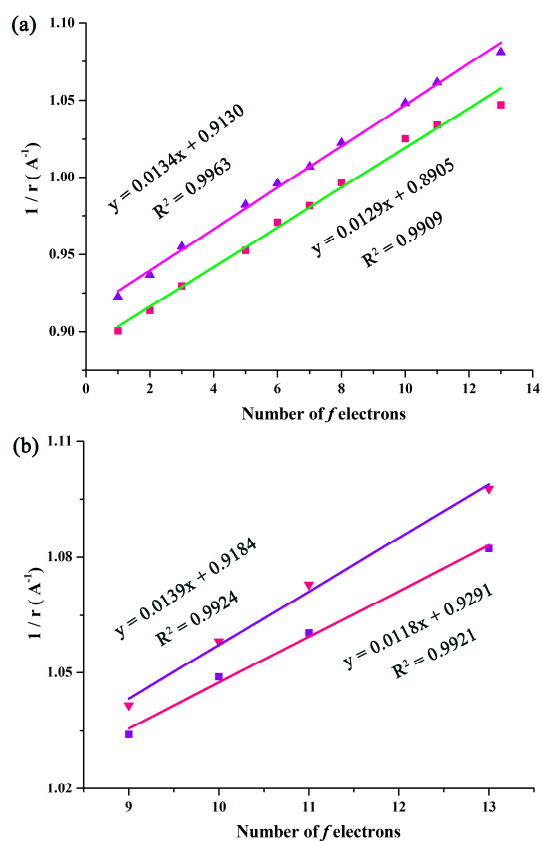 (a)
1.10
1.05
1.00
0.95
0.90
1 / r ( A⁻¹)
y = 0.0134x + 0.9130
R² = 0.9963
y = 0.0129x + 0.8905
R² = 0.9909
0 2 4 6 8 10 12 14
Number of f electrons
(b)
1.11
1.08
1.05
1.02
1 / r ( A⁻¹)
y = 0.0139x + 0.9184
R² = 0.9924
y = 0.0118x + 0.9291
R² = 0.9921
9 10 11 12 13
Number of f electrons